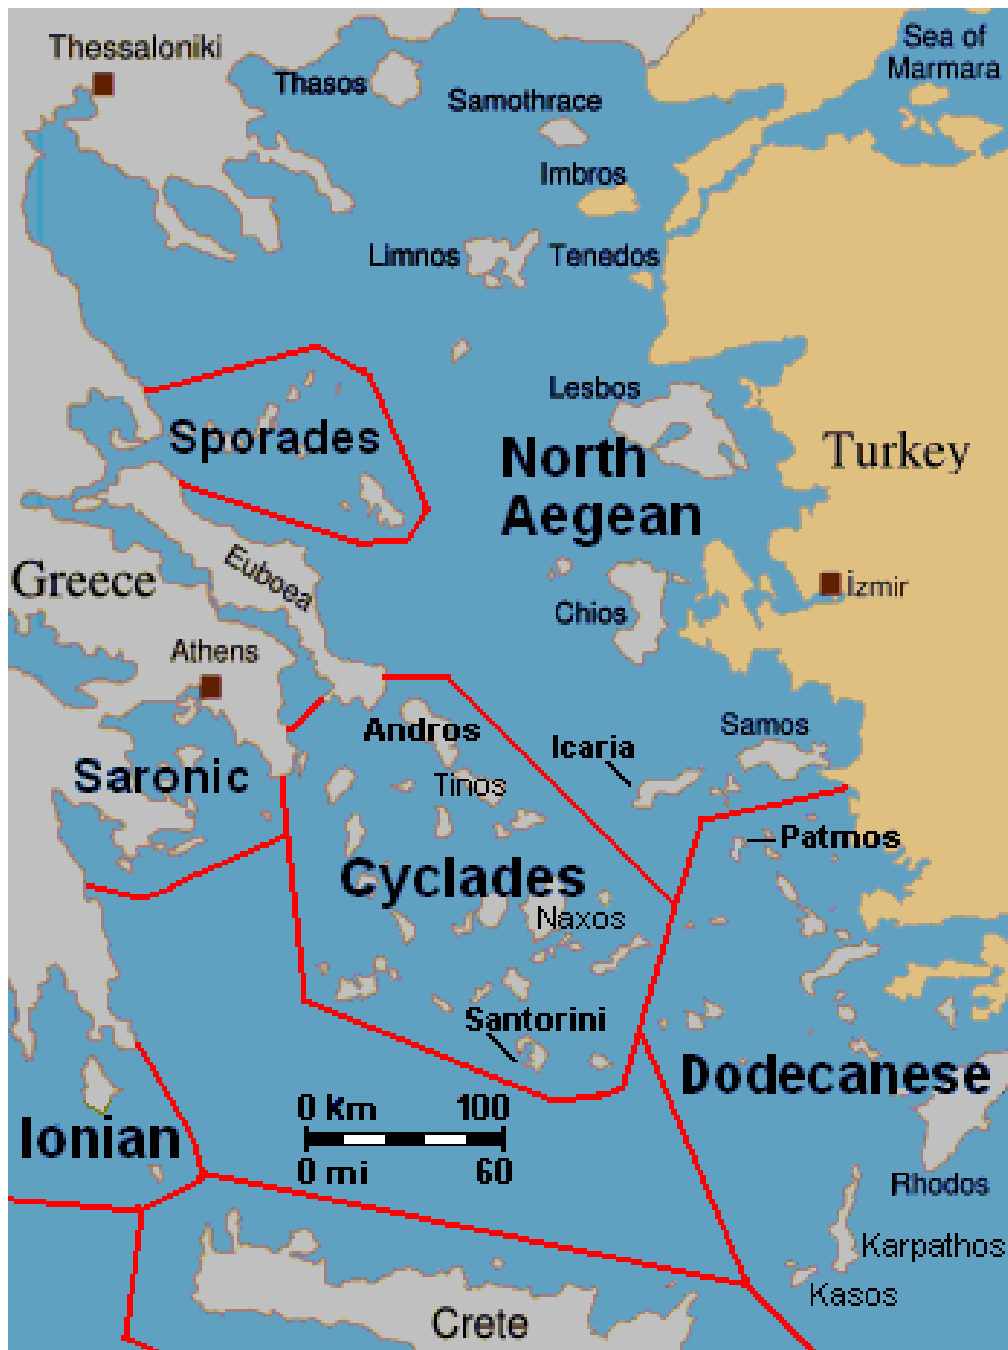 Thessaloniki
Thasos
Sea of
Marmara
Samothrace
Imbros
Limnos
Tenedos
Lesbos
Sporades
North
Aegean
Turkey
Euboea
Greece
Chios
İzmir
Athens
Andros
Icaria
Samos
Saronic
Tinos
Patmos
Cyclades
Naxos
Santorini
Dodecanese
0 Km 100
0 mi 60
Ionian
Rhodos
Karpathos
Kasos
Crete